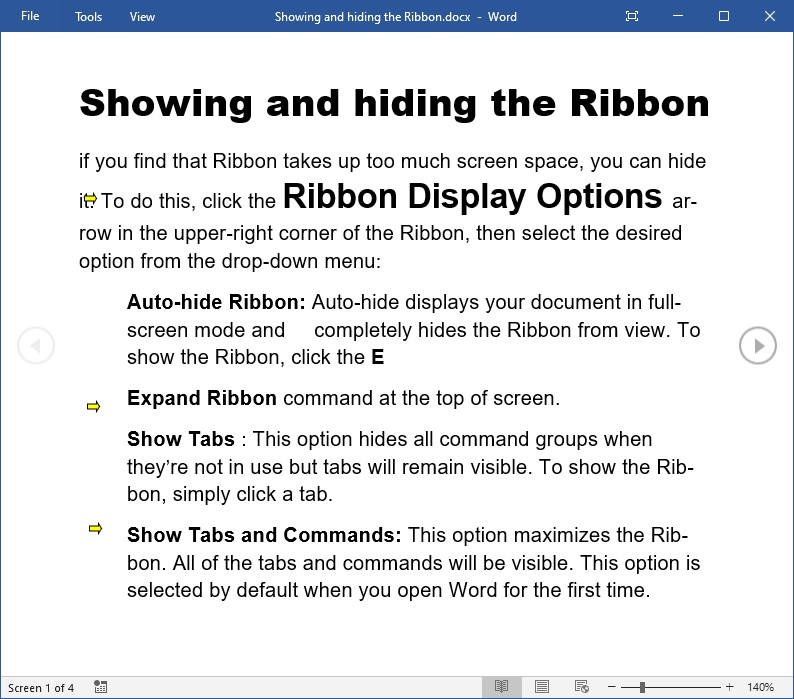 File Tools View Showing and hiding the Ribbon.docx - Word
Showing and hiding the Ribbon
if you find that Ribbon takes up too much screen space, you can hide
it. To do this, click the Ribbon Display Options ar-
row in the upper-right corner of the Ribbon, then select the desired
option from the drop-down menu:
Auto-hide Ribbon: Auto-hide displays your document in full-
screen mode and completely hides the Ribbon from view. To
show the Ribbon, click the E
Expand Ribbon command at the top of screen.
Show Tabs : This option hides all command groups when
they’re not in use but tabs will remain visible. To show the Rib-
bon, simply click a tab.
Show Tabs and Commands: This option maximizes the Rib-
bon. All of the tabs and commands will be visible. This option is
selected by default when you open Word for the first time.
Screen 1 of 4 140%